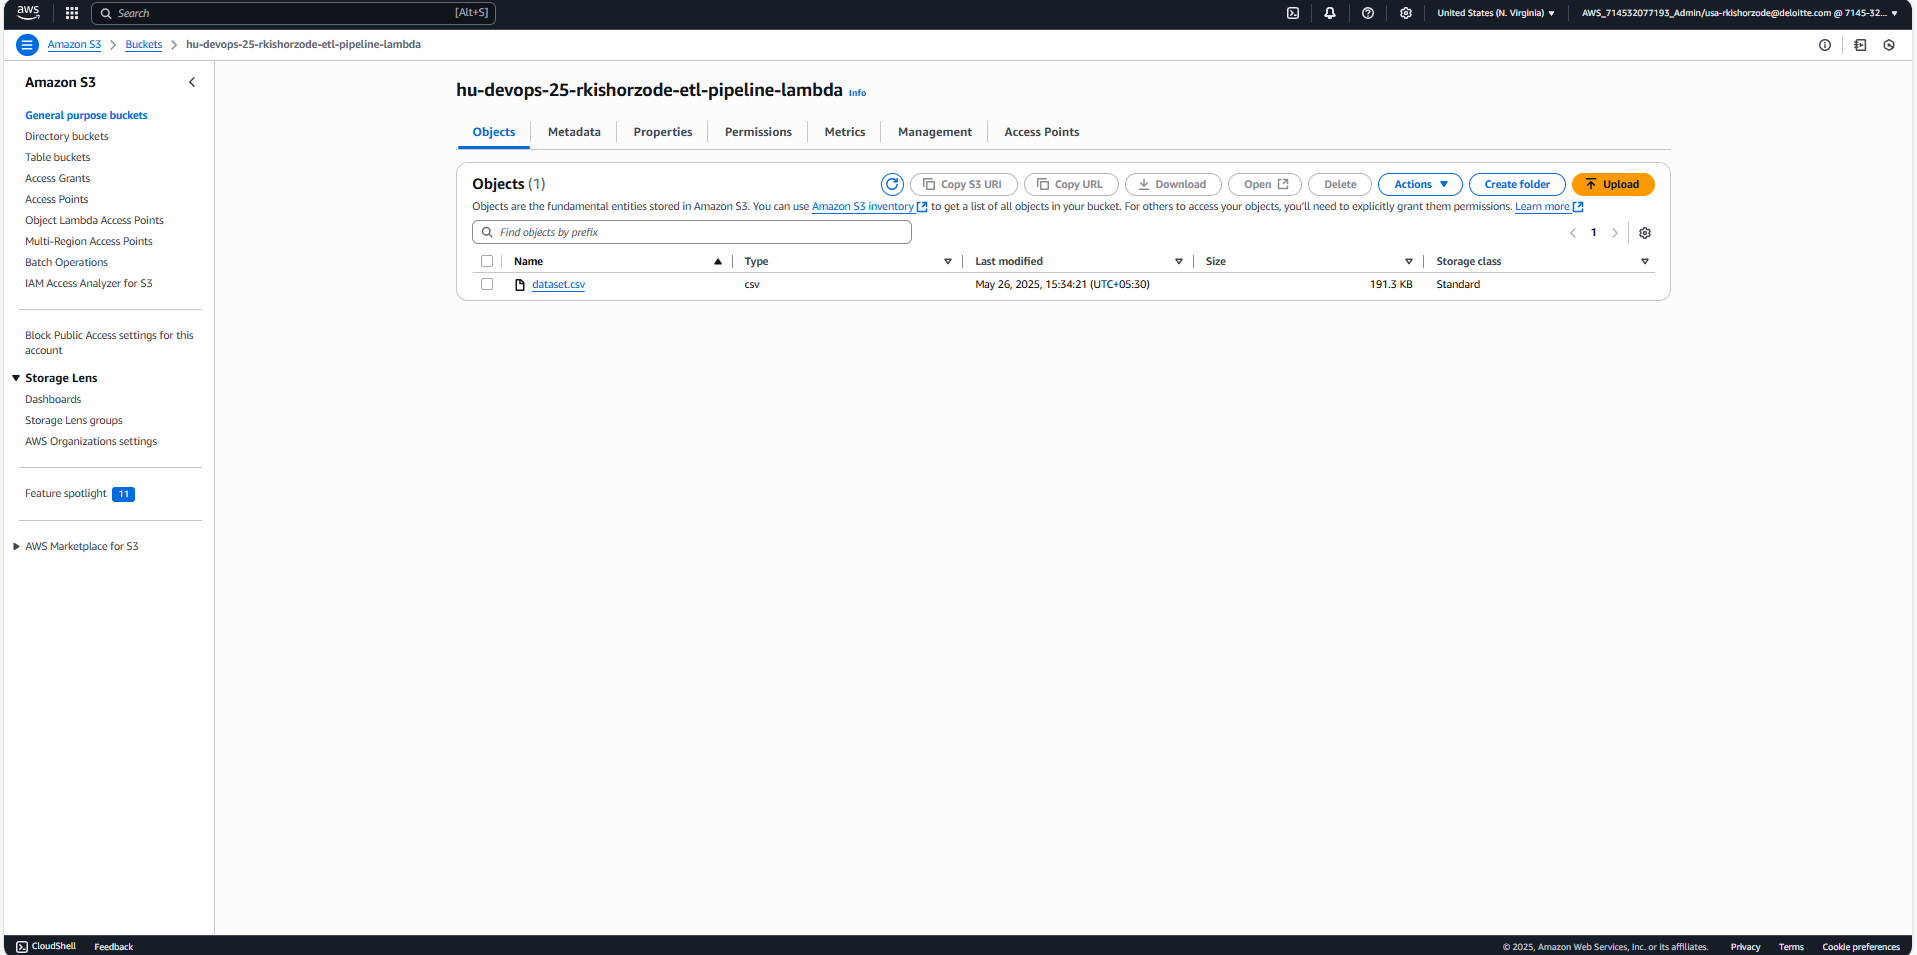 aws
Search [Alt+S]
United States (N. Virginia)
AWS_714532077193_Admin/usa-rkishorzode@deloitte.com @ 7145-32...
Amazon S3
Buckets
hu-devops-25-rkishorzode-etl-pipeline-lambda
Amazon S3
General purpose buckets
Directory buckets
Table buckets
Access Grants
Access Points
Object Lambda Access Points
Multi-Region Access Points
Batch Operations
IAM Access Analyzer for S3
Block Public Access settings for this
account
Storage Lens
Dashboards
Storage Lens groups
AWS Organizations settings
Feature spotlight 11
AWS Marketplace for S3
hu-devops-25-rkishorzode-etl-pipeline-lambda Info
Objects Metadata Properties Permissions Metrics Management Access Points
Objects (1)
Copy S3 URI Copy URL Download Open Delete Actions Create folder Upload
Objects are the fundamental entities stored in Amazon S3. You can use Amazon S3 inventory to get a list of all objects in your bucket. For others to access your objects, you'll need to explicitly grant them permissions. Learn more
Find objects by prefix
1
Name Type Last modified Size Storage class
dataset.csv csv May 26, 2025, 15:34:21 (UTC+05:30) 191.3 KB Standard
CloudShell Feedback
© 2025, Amazon Web Services, Inc. or its affiliates. Privacy Terms Cookie preferences